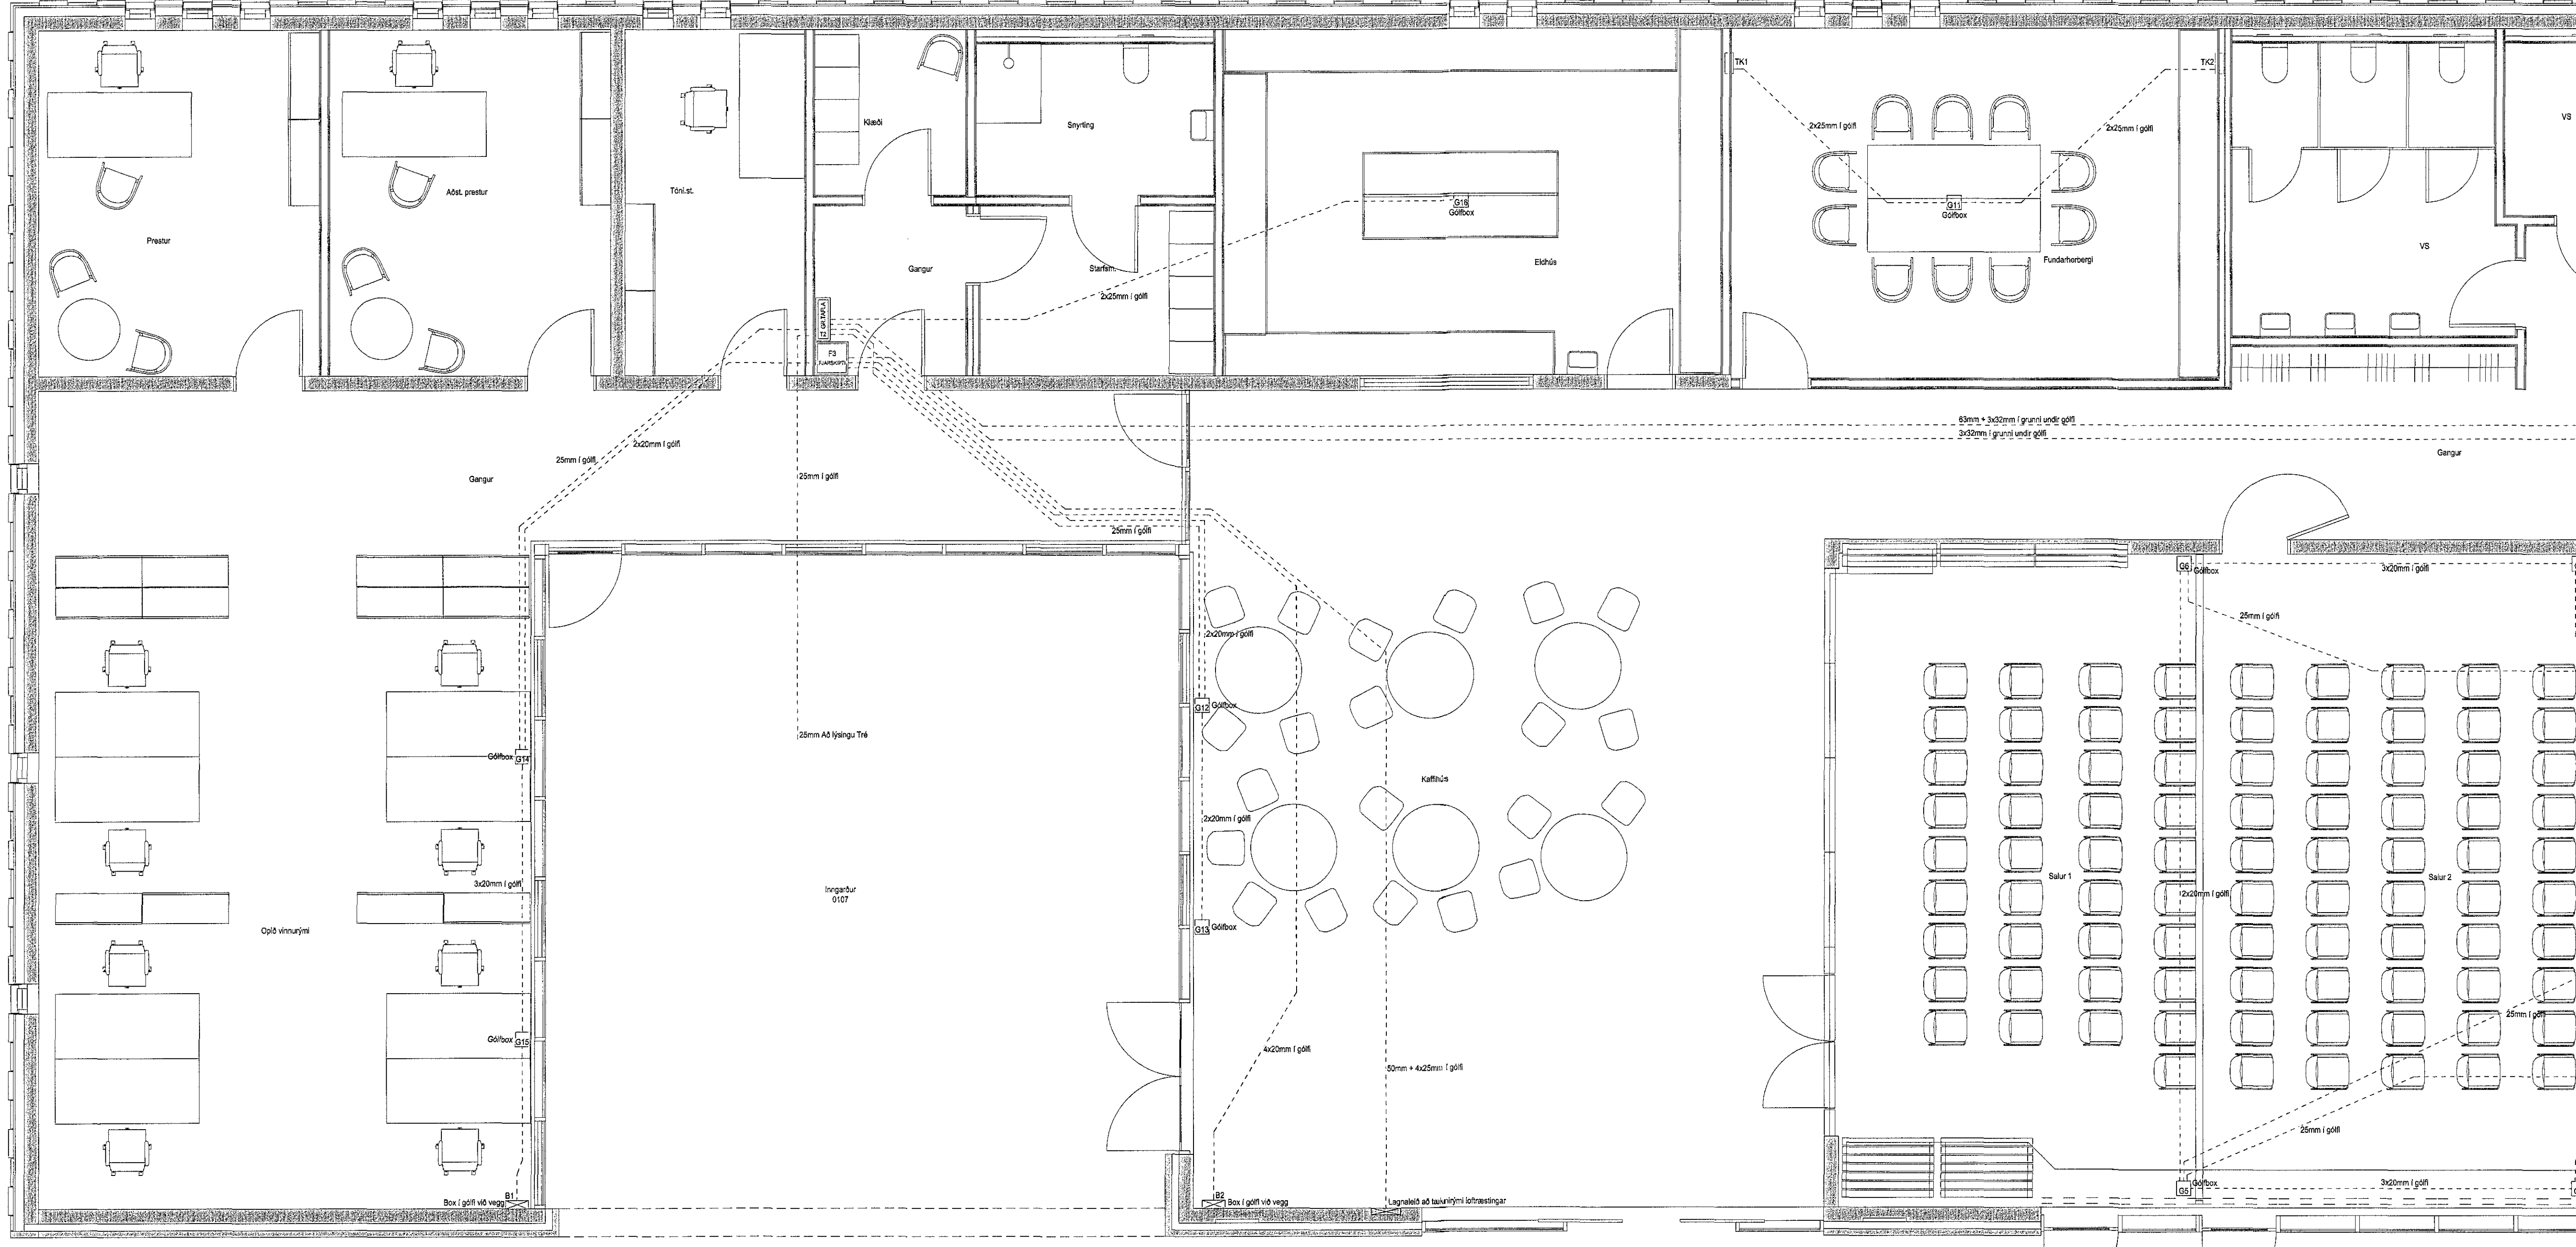 TK1
TK2
VS
Klæði
Snyrting
2x25mm í gólfi
2x25mm í gólfi
Tóní.st.
Aðst. prestur
G16
Gólfbox
G11
Gólfbox
Prestur
VS
Gangur
Starfsm.
Eldhús
Fundarherbergi
2x25mm í gólfi
GR.TAFLA
F3
FJARSKIPTI
63mm + 3x32mm í grunni undir gólfi
3x32mm í grunni undir gólfi
2x20mm í gólfi
25mm í gólfi
25mm í gólfi
Gangur
Gangur
25mm í gólfi
G6
Gólfbox
3x20mm í gólfi
25mm í gólfi
2x20mm í gólfi
G12
Gólfbox
25mm Að lýsingu Tré
Gólfbox
G14
Kaffihús
2x20mm í gólfi
3x20mm í gólfi
Inngarður
0107
Salur 1
Salur 2
2x20mm í gólfi
Opið vinnurými
G13
Gólfbox
25mm í gólfi
Gólfbox
G15
4x20mm í gólfi
50mm + 4x25mm í gólfi
25mm í gólfi
B1
Box í gólfi við vegg
B2
Box í gólfi við vegg
Lagnaleið að tæknirými loftræstingar
Gólfbox
G5
3x20mm í gólfi